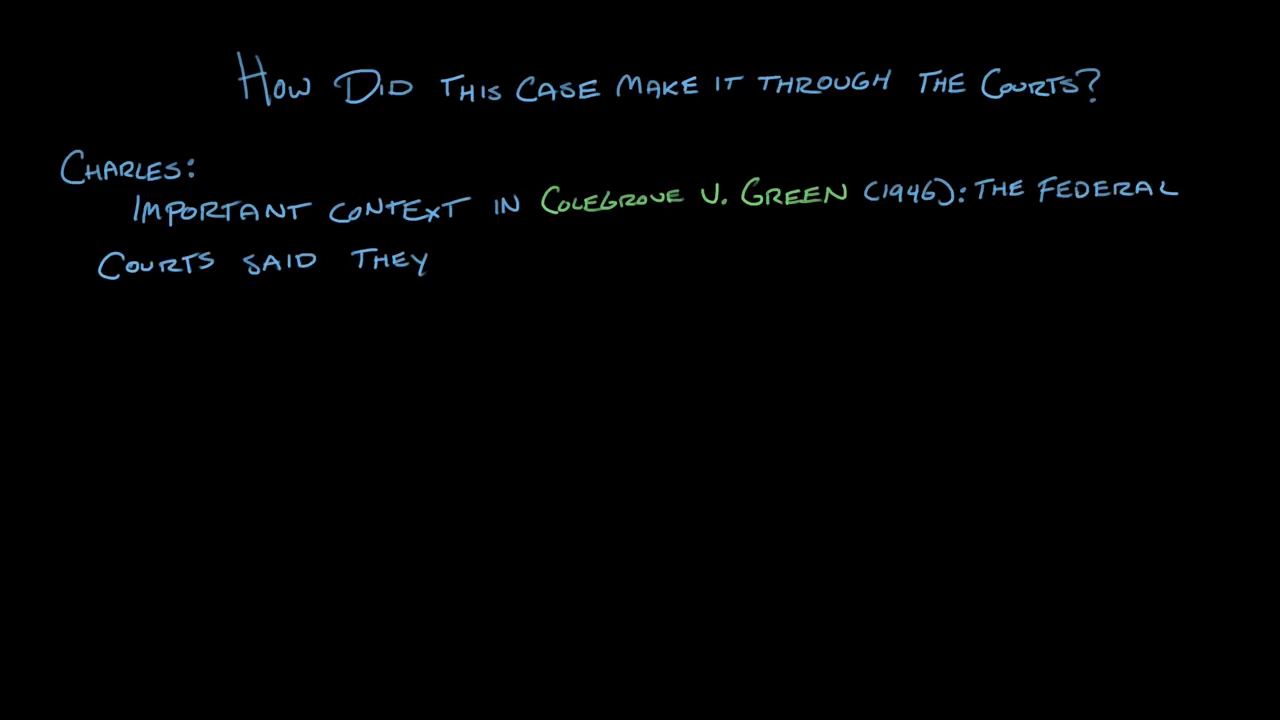 How Did This Case Make It Through The Courts?
Charles:
Important Context In Colegrove v. Green (1946): The Federal
Courts Said They